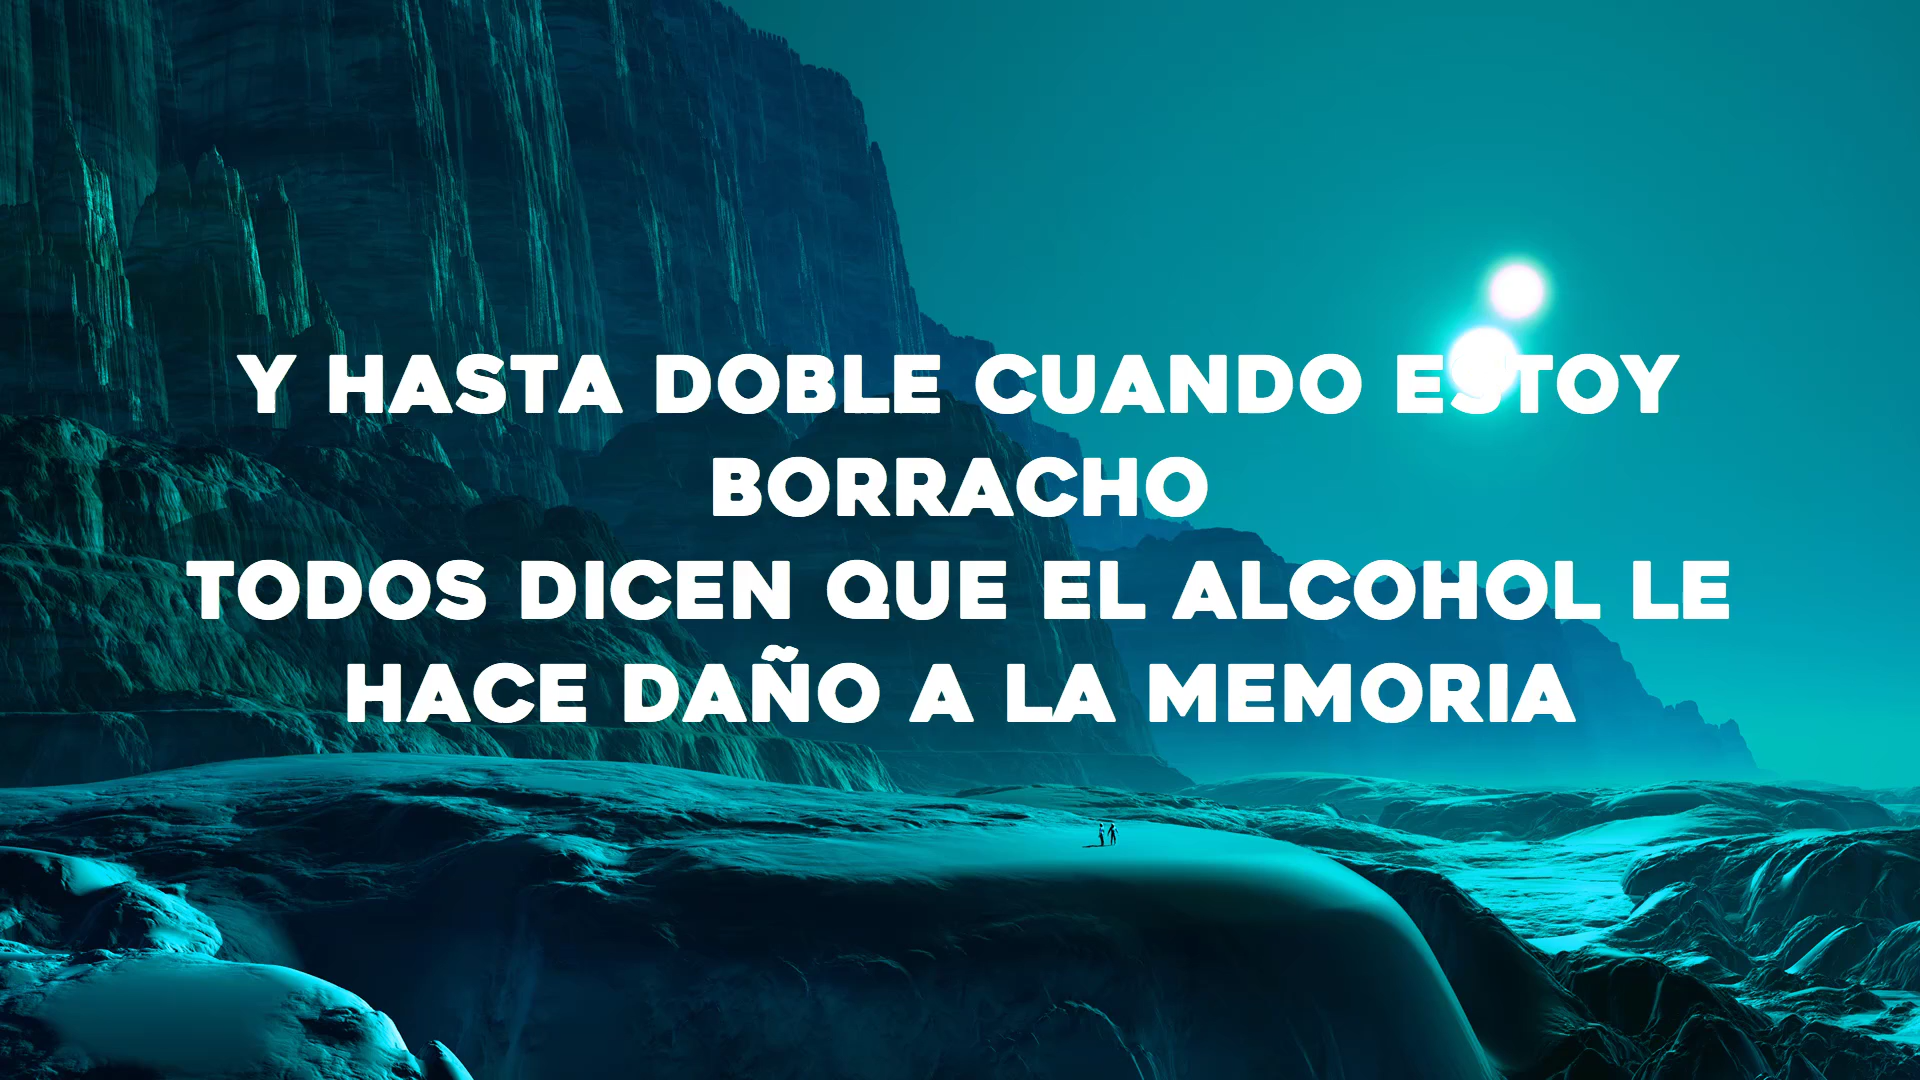 Y HASTA DOBLE CUANDO ESTOY
BORRACHO
TODOS DICEN QUE EL ALCOHOL LE
HACE DAÑO A LA MEMORIA